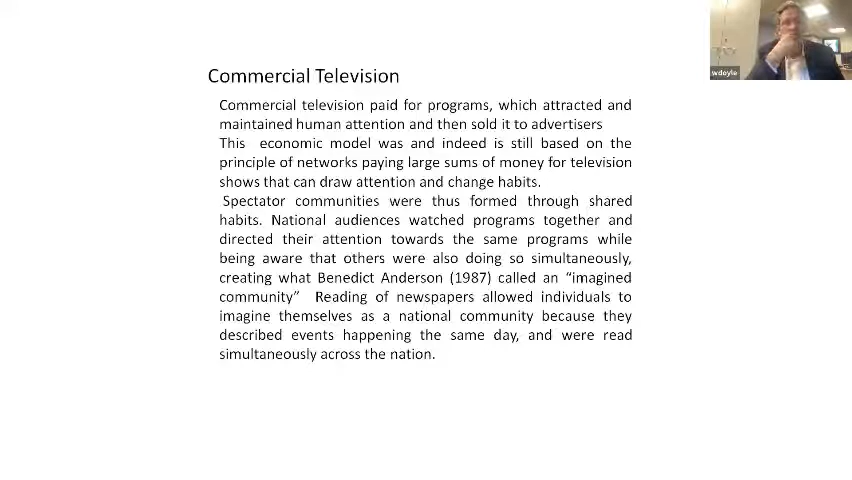 Commercial Television
Commercial television paid for programs, which attracted and
maintained human attention and then sold it to advertisers
This economic model was and indeed is still based on the
principle of networks paying large sums of money for television
shows that can draw attention and change habits.
Spectator communities were thus formed through shared
habits. National audiences watched programs together and
directed their attention towards the same programs while
being aware that others were also doing so simultaneously,
creating what Benedict Anderson (1987) called an “imagined
community” Reading of newspapers allowed individuals to
imagine themselves as a national community because they
described events happening the same day, and were read
simultaneously across the nation.
wdoyle